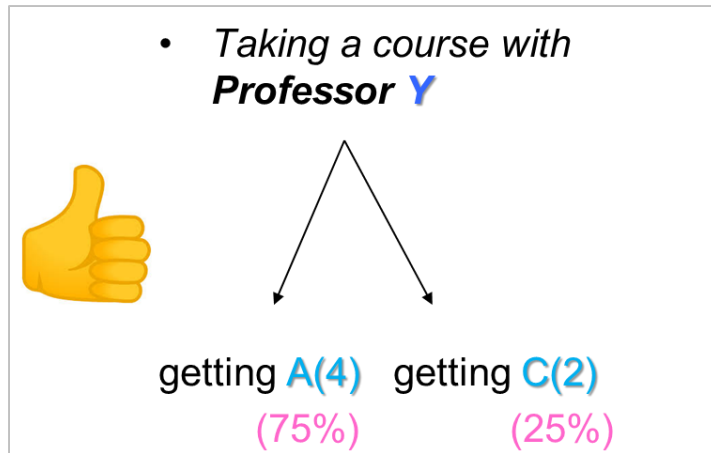 • Taking a course with
Professor Y
getting A(4) getting C(2)
(75%) (25%)